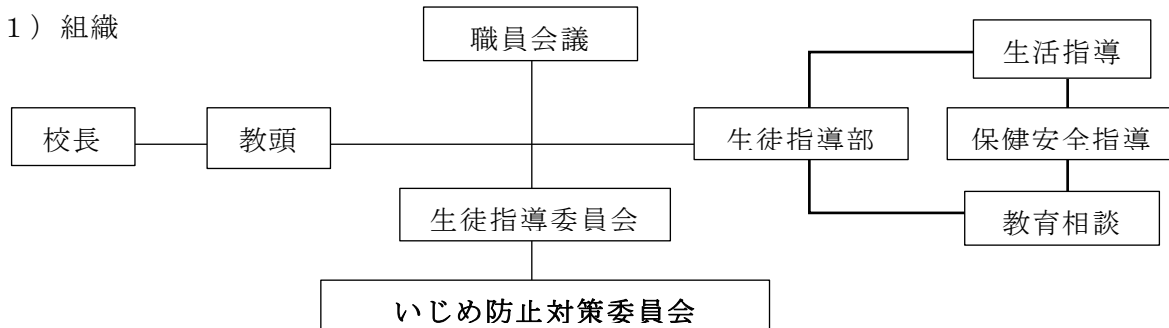 1）組織
職員会議
生活指導
校長
教頭
生徒指導部
保健安全指導
生徒指導委員会
教育相談
いじめ防止対策委員会